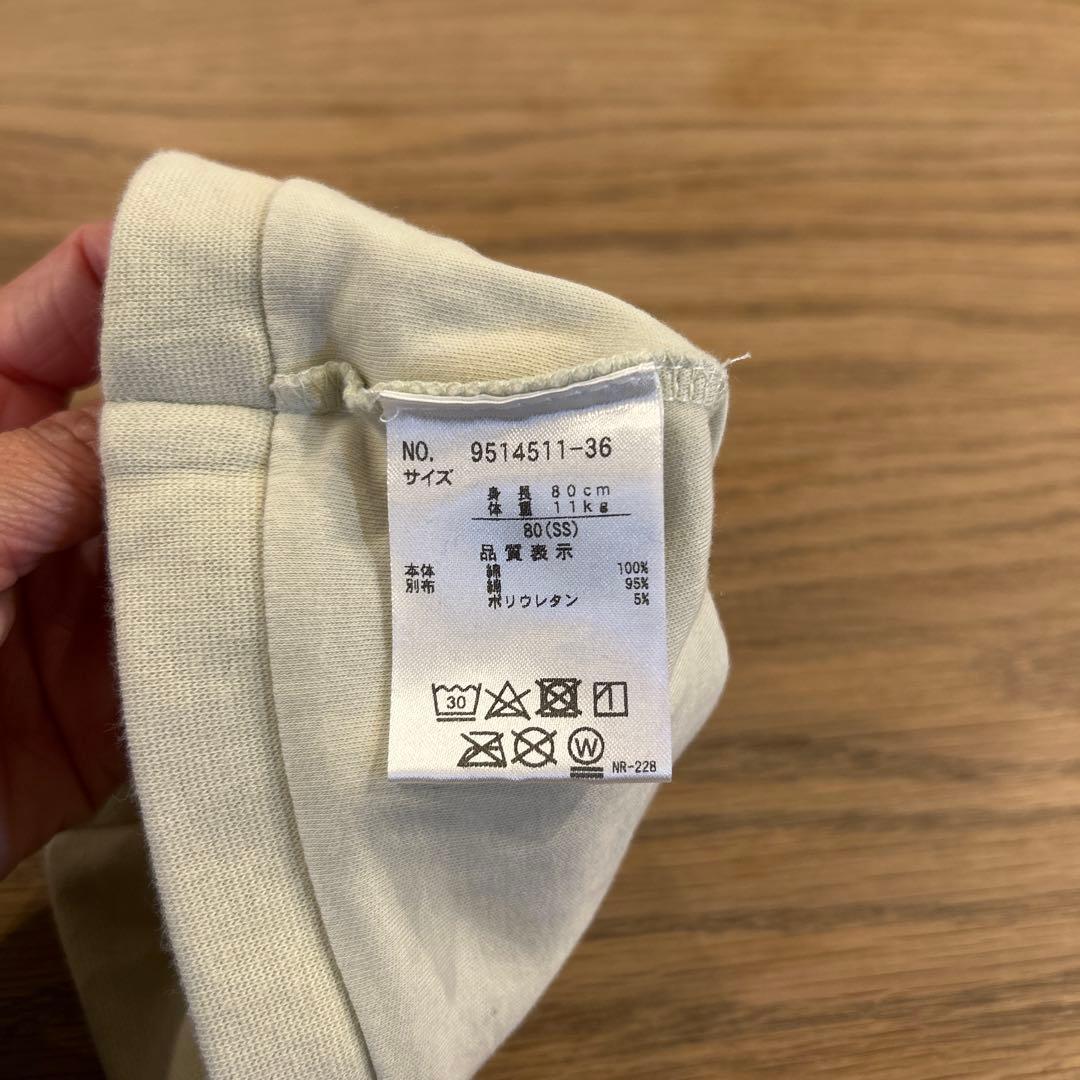 NO. 9514511-36
サイズ
身長 80cm
体重 11kg
80(SS)
品質表示
本体 綿 100%
別布 綿 95%
ポリウレタン 5%
30
W
NR-228